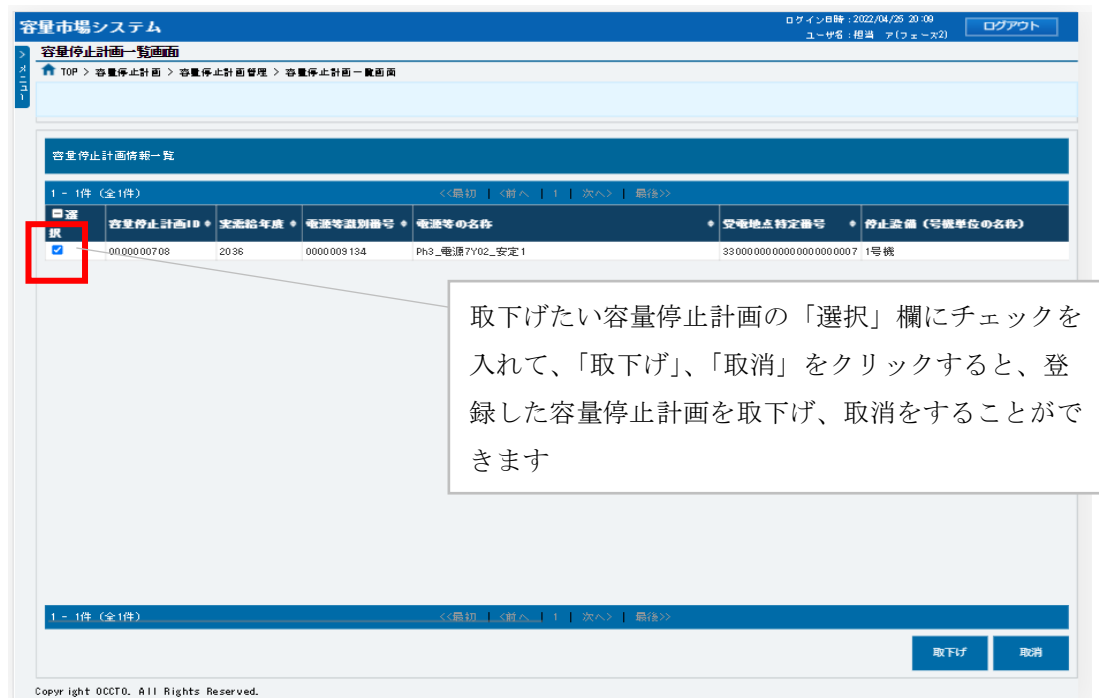 容量市場システム
ログイン日時：2022/04/25 20:09
ユーザ名：担当 ア(フェーズ2)
ログアウト
>
メニュー
容量停止計画一覧画面
TOP > 容量停止計画 > 容量停止計画管理 > 容量停止計画一覧画面
容量停止計画情報一覧
1 - 1件 (全1件) <<最初 | <前へ | 1 | 次へ> | 最後>>
選択 容量停止計画ID 実需給年度 電源等識別番号 電源等の名称 受電地点特定番号 停止設備（号機単位の名称）
0000000708 2036 0000009134 Ph3_電源7Y02_安定1 3300000000000000000007 1号機
取下げたい容量停止計画の「選択」欄にチェックを
入れて、「取下げ」、「取消」をクリックすると、登
録した容量停止計画を取下げ、取消をすることがで
きます
1 - 1件 (全1件) <<最初 | <前へ | 1 | 次へ> | 最後>>
取下げ 取消
Copyright OCCTO. All Rights Reserved.